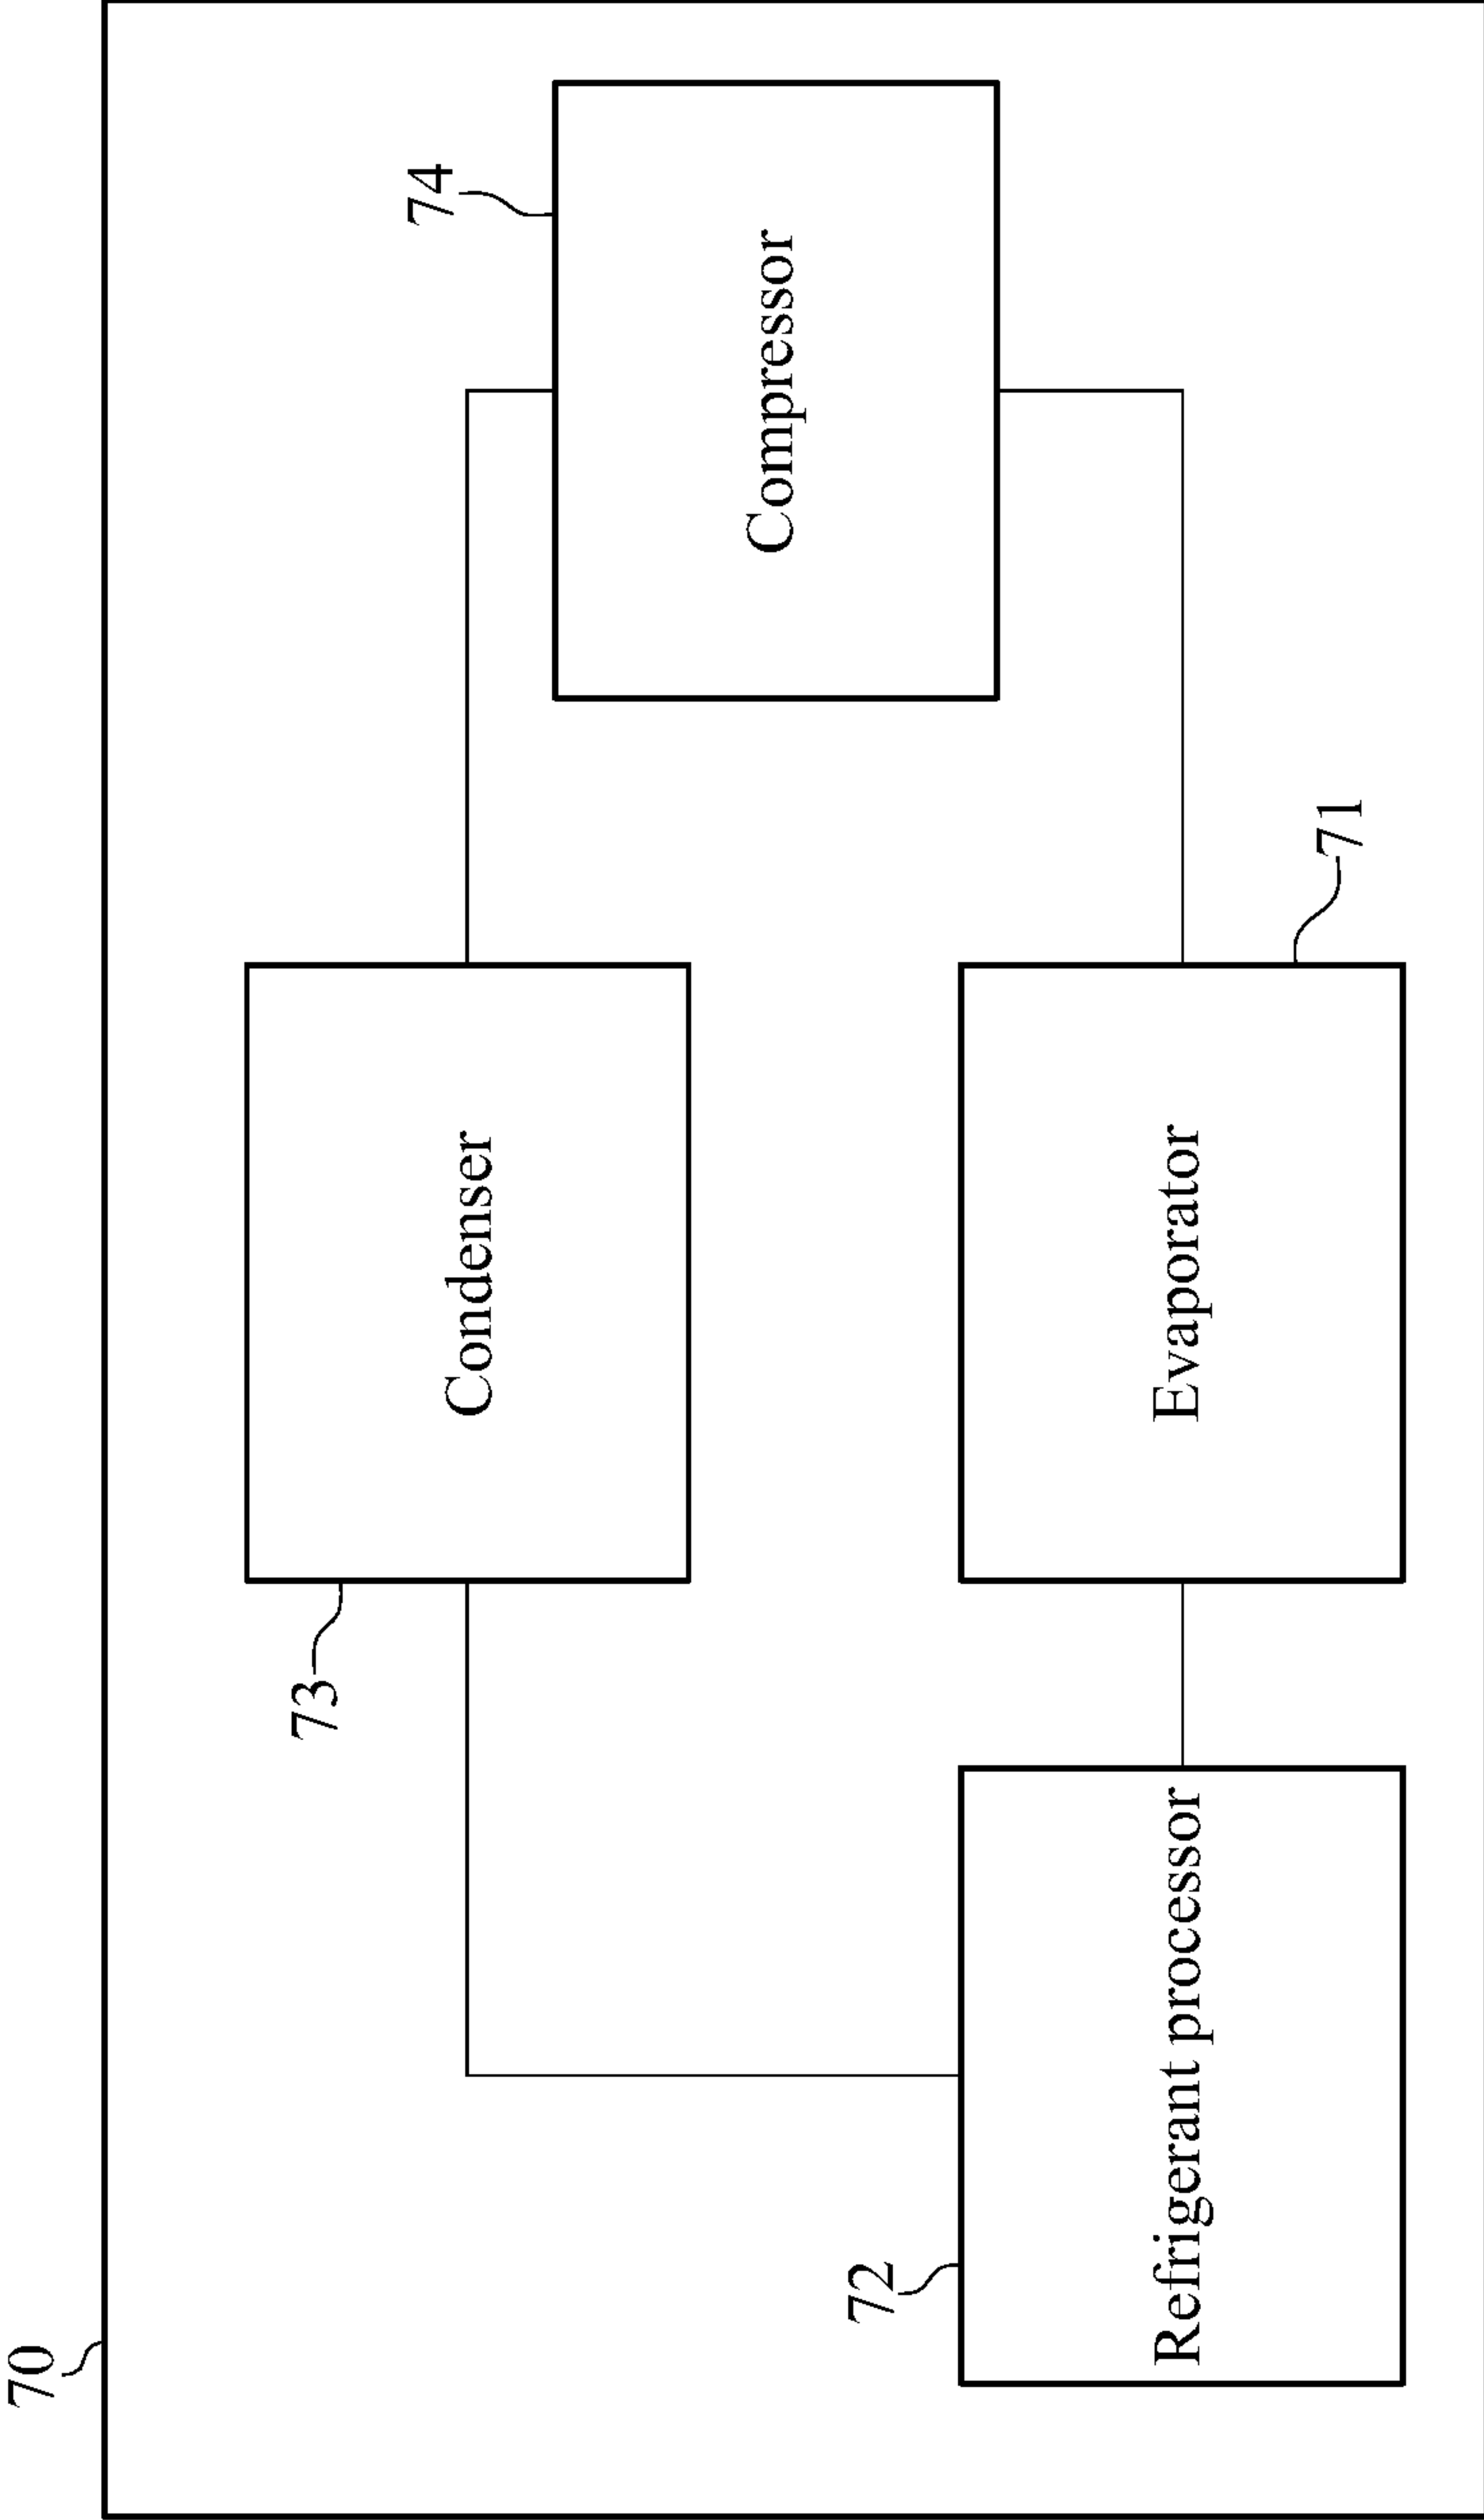 70
73
Condenser
74
Compressor
72
Refrigerant processor
Evaporator
71